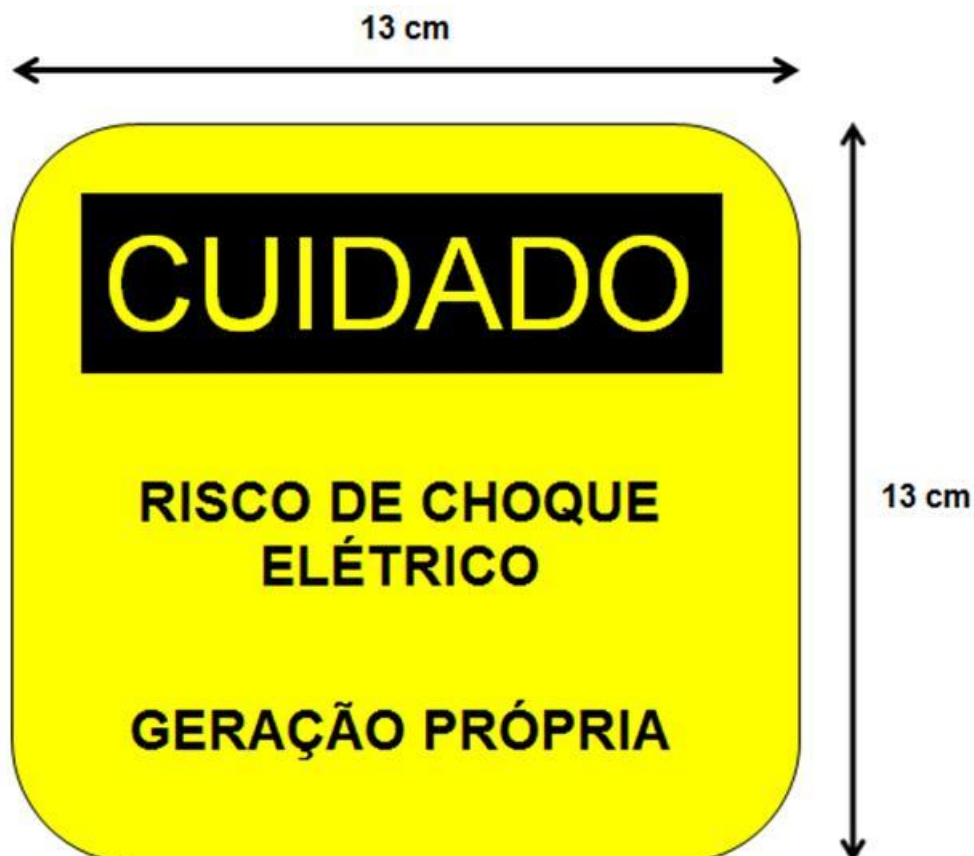 13 cm
CUIDADO
RISCO DE CHOQUE
ELÉTRICO
13 cm
GERAÇÃO PRÓPRIA